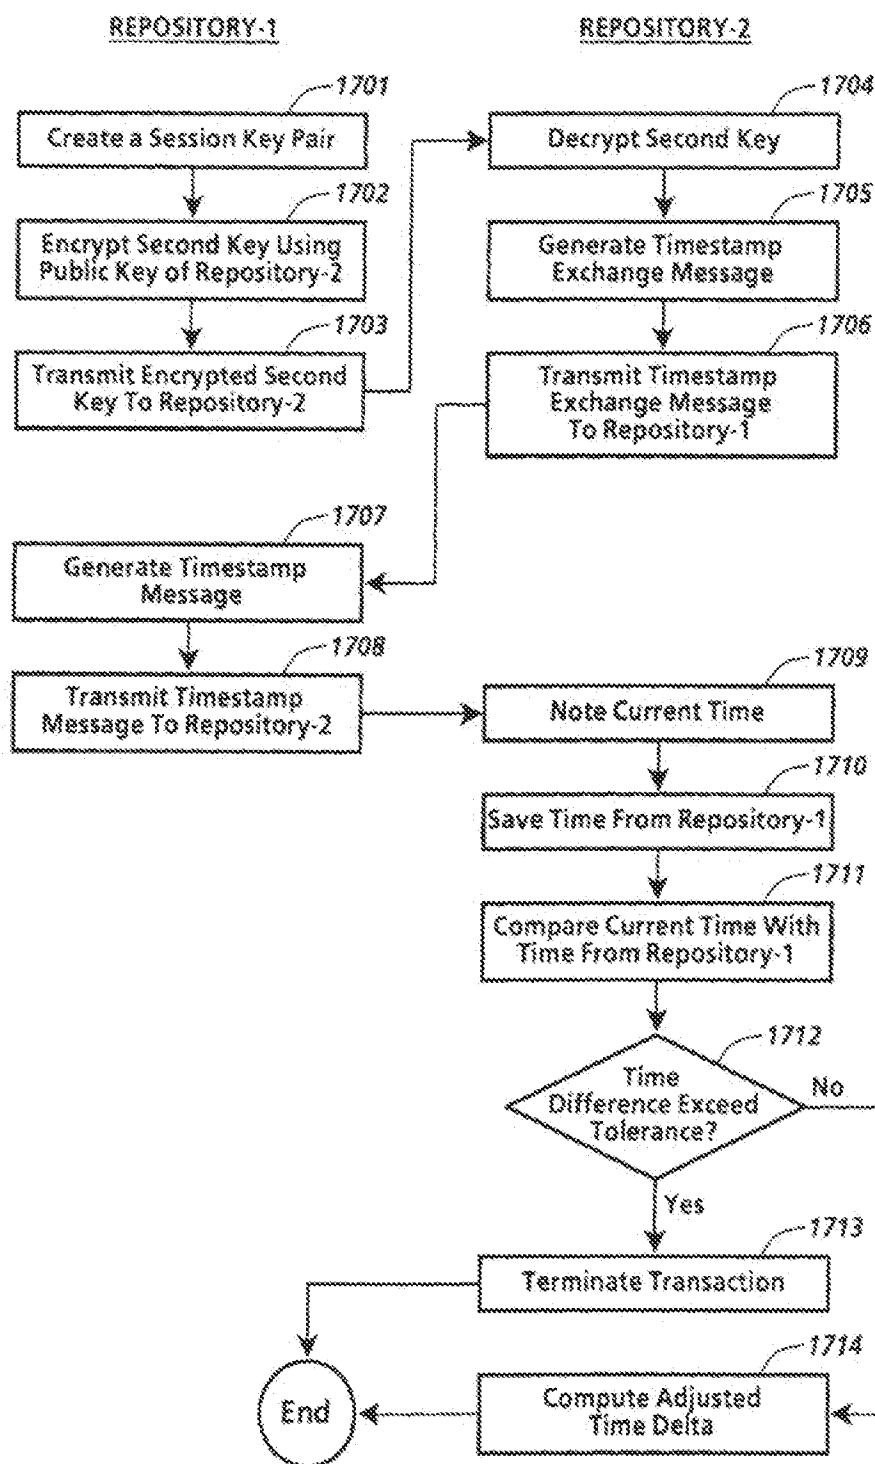 REPOSITORY-1
REPOSITORY-2
1701
Create a Session Key Pair
1702
Encrypt Second Key Using
Public Key of Repository-2
1703
Transmit Encrypted Second
Key To Repository-2
1704
Decrypt Second Key
1705
Generate Timestamp
Exchange Message
1706
Transmit Timestamp
Exchange Message
To Repository-1
1707
Generate Timestamp
Message
1708
Transmit Timestamp
Message To Repository-2
1709
Note Current Time
1710
Save Time From Repository-1
1711
Compare Current Time With
Time From Repository-1
1712
Time
Difference Exceed
Tolerance?
No
Yes
1713
Terminate Transaction
1714
Compute Adjusted
Time Delta
End